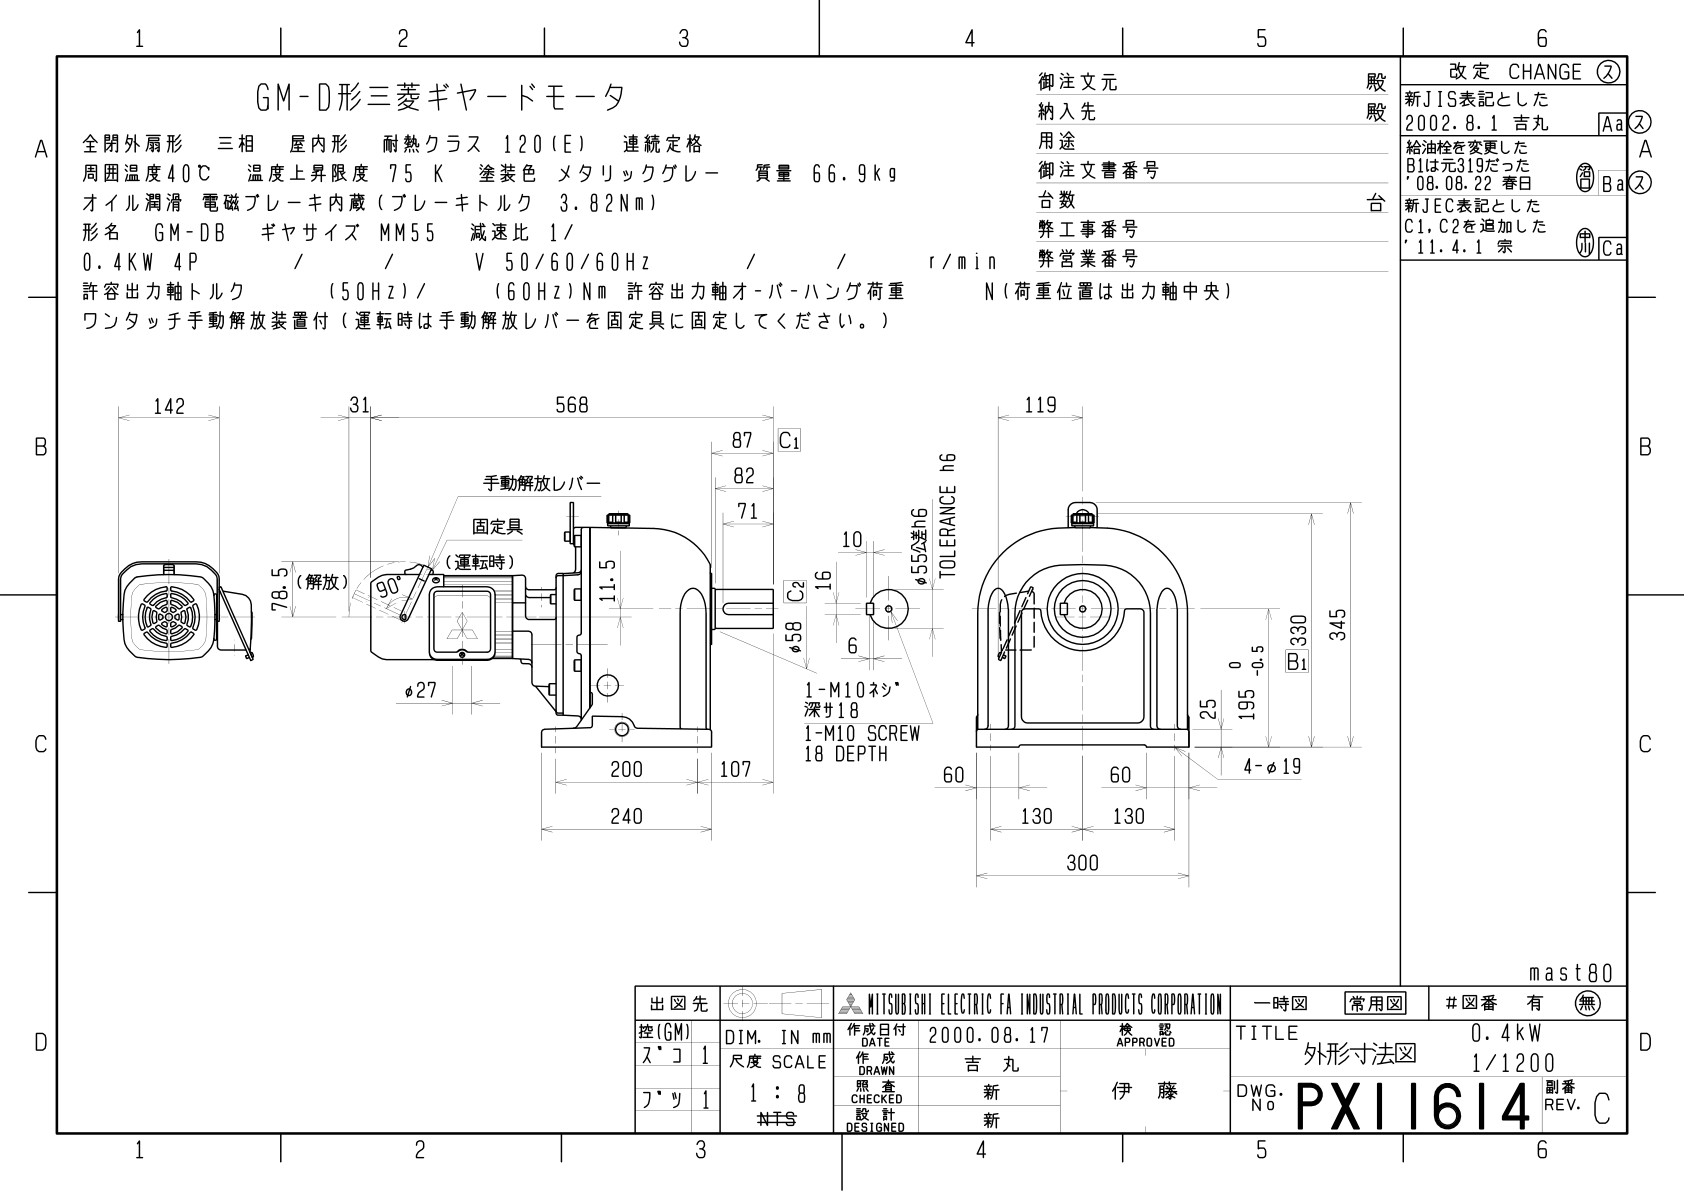 1 2 3 4 5 6
GM-D形三菱ギヤードモータ
全閉外扇形 三相 屋内形 耐熱クラス 120(E) 連続定格
周囲温度40℃ 温度上昇限度 75 K 塗装色 メタリックグレー 質量 66.9kg
オイル潤滑 電磁ブレーキ内蔵(ブレーキトルク 3.82Nm)
形名 GM-DB ギヤサイズ MM55 減速比 1/
0.4KW 4P / / V 50/60/60Hz / / r/min
許容出力軸トルク (50Hz)/ (60Hz)Nm 許容出力軸オーバーハング荷重 N(荷重位置は出力軸中央)
ワンタッチ手動解放装置付(運転時は手動解放レバーを固定具に固定してください。)
御注文元 殿
納入先 殿
用途
御注文書番号
台数 台
弊工事番号
弊営業番号
改定 CHANGE ス
新JIS表記とした
2002.8.1 吉丸 Aa ス
給油栓を変更した
B1は元319だった
'08.08.22 春日 Ba ス
新JEC表記とした
C1,C2を追加した
'11.4.1 宗 中川 Ca
A A
B B
C C
D D
142
31
568
87 C1
82
71
手動解放レバー
固定具
(運転時)
(解放)
90°
78.5
11.5
C2
φ58
φ27
200
107
240
10
16
6
φ55公差h6
TOLERANCE h6
1-M10ネジ
深サ18
1-M10 SCREW
18 DEPTH
119
345
330
B1
195 0 -0.5
25
4-φ19
60 60
130 130
300
mast80
出図先
控(GM)
ズコ 1
ブツ 1
MITSUBISHI ELECTRIC FA INDUSTRIAL PRODUCTS CORPORATION
DIM. IN mm
尺度 SCALE
1 : 8
NTS
作成日付 DATE 2000.08.17
作成 DRAWN 吉丸
照査 CHECKED 新
設計 DESIGNED 新
検認 APPROVED
伊藤
一時図 常用図 #図番 有 無
TITLE 0.4kW
外形寸法図 1/1200
DWG. No PX11614 副番 REV. C
1 2 3 4 5 6